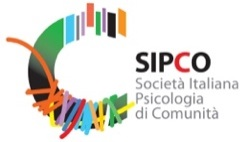 SIPCO
Società Italiana
Psicologia
di Comunità